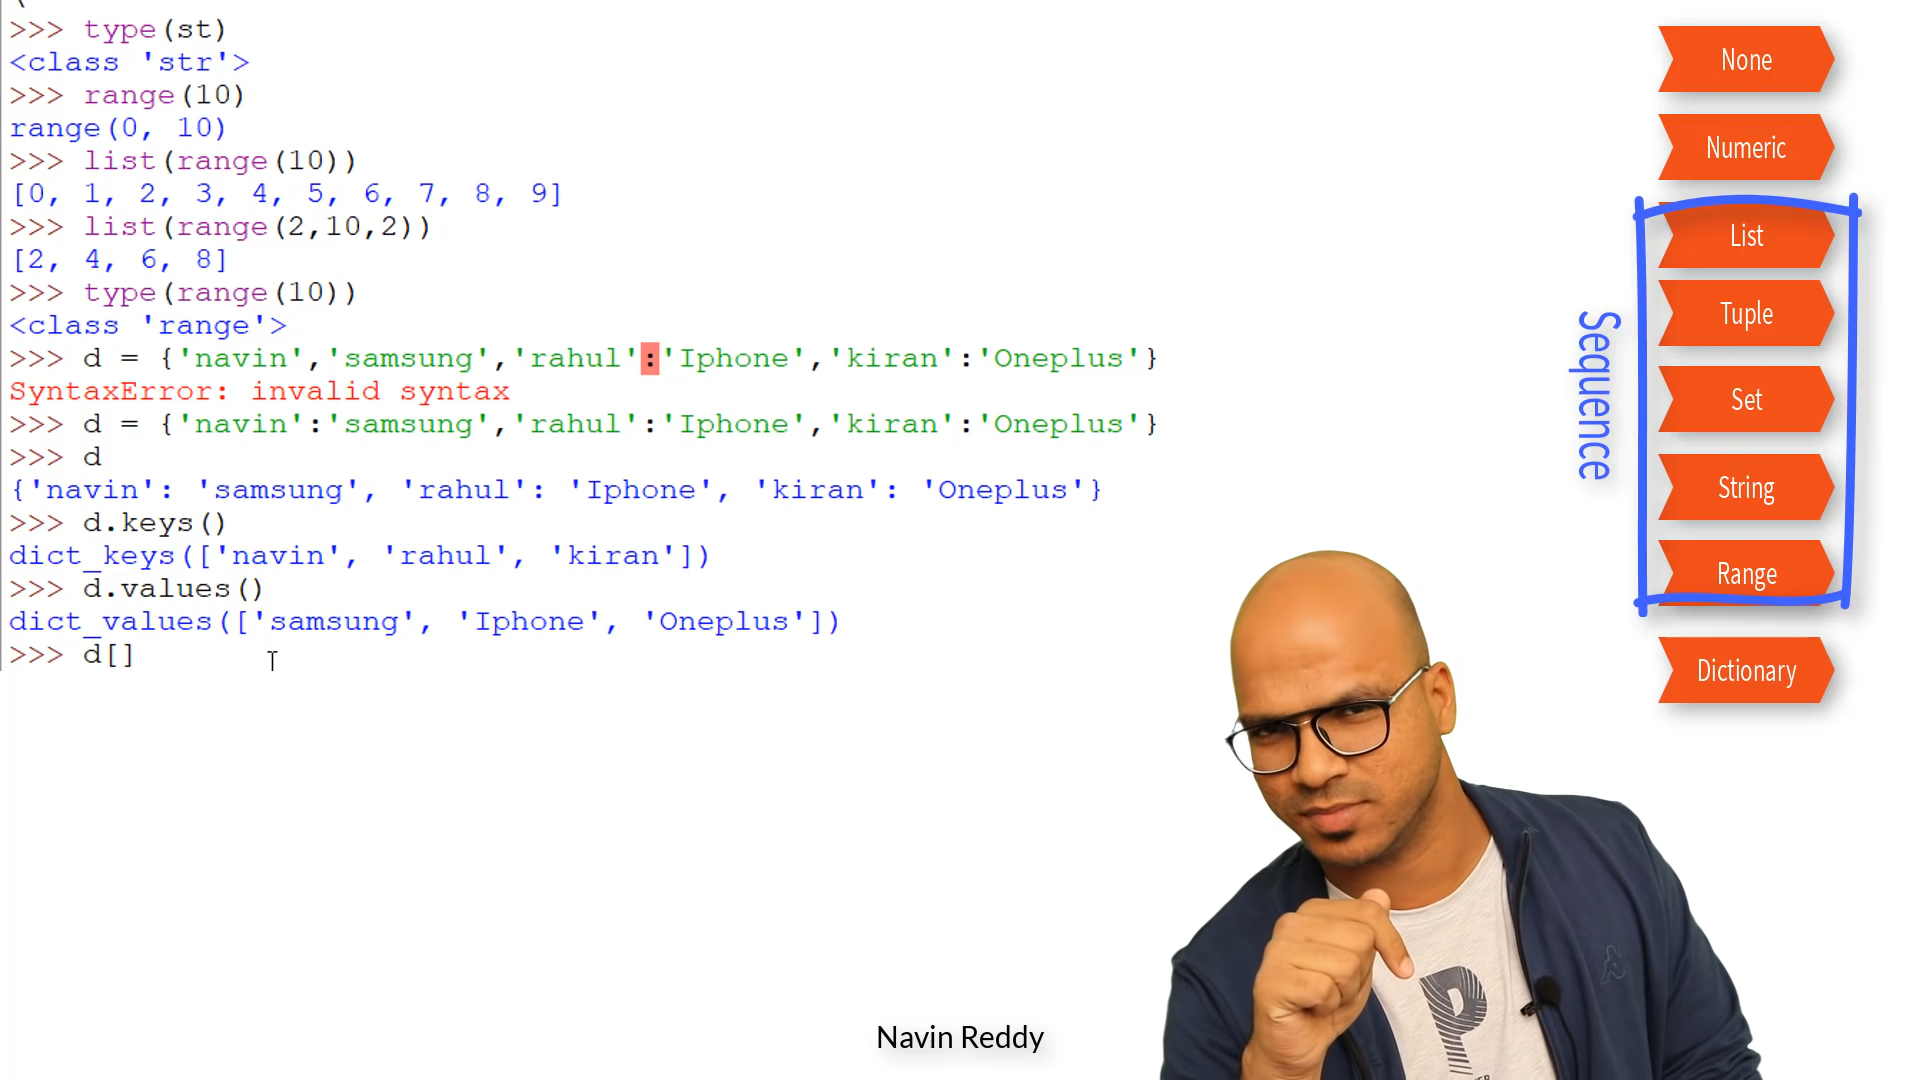 >>> type(st)
<class 'str'>
>>> range(10)
range(0, 10)
>>> list(range(10))
[0, 1, 2, 3, 4, 5, 6, 7, 8, 9]
>>> list(range(2,10,2))
[2, 4, 6, 8]
>>> type(range(10))
<class 'range'>
>>> d = {'navin','samsung','rahul':'Iphone','kiran':'Oneplus'}
SyntaxError: invalid syntax
>>> d = {'navin':'samsung','rahul':'Iphone','kiran':'Oneplus'}
>>> d
{'navin': 'samsung', 'rahul': 'Iphone', 'kiran': 'Oneplus'}
>>> d.keys()
dict_keys(['navin', 'rahul', 'kiran'])
>>> d.values()
dict_values(['samsung', 'Iphone', 'Oneplus'])
>>> d[]
None
Numeric
List
Tuple
Set
String
Range
Dictionary
Sequence
P
Navin Reddy